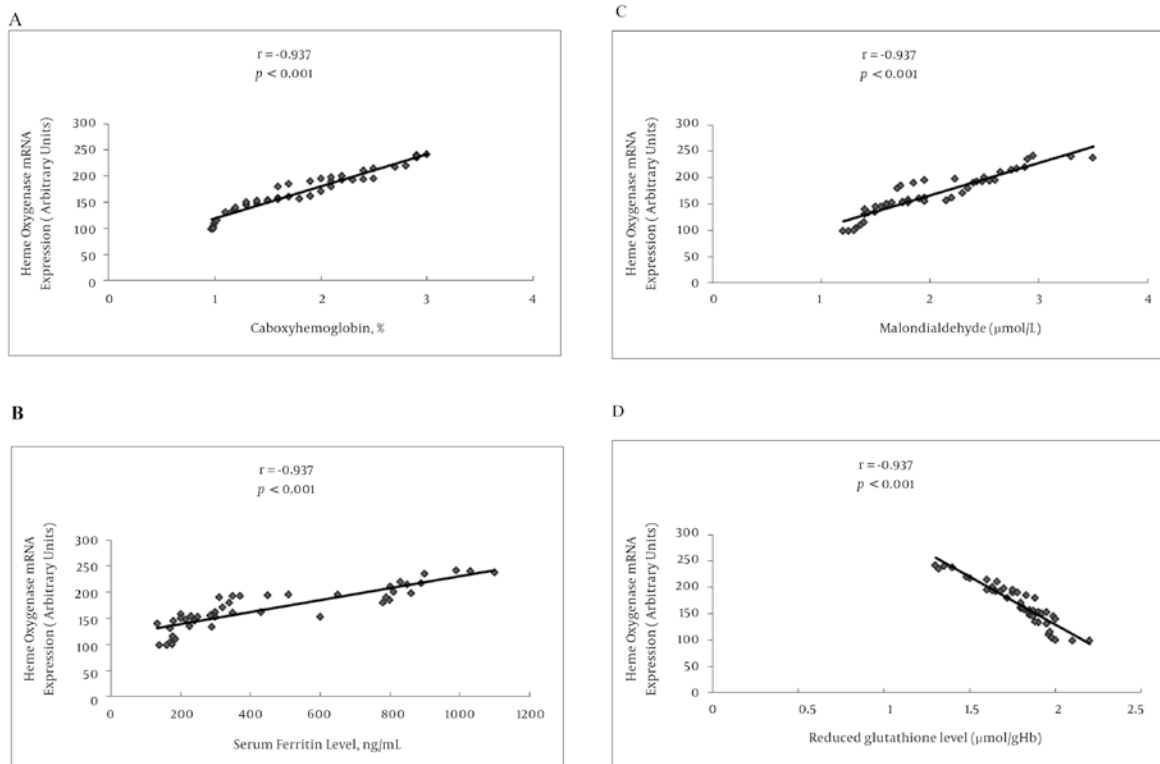 A
r = -0.937
p < 0.001
Heme Oxygenase mRNA
Expression ( Arbitrary Units)
300
250
200
150
100
50
0
0 1 2 3 4
Caboxyhemoglobin, %
C
r = -0.937
p < 0.001
Heme Oxygenase mRNA
Expression ( Arbitrary Units)
300
250
200
150
100
50
0
0 1 2 3 4
Malondialdehyde (μmol/L)
B
r = -0.937
p < 0.001
Heme Oxygenase mRNA
Expression ( Arbitrary Units)
300
250
200
150
100
50
0
0 200 400 600 800 1000 1200
Serum Ferritin Level, ng/mL
D
r = -0.937
p < 0.001
Heme Oxygenase mRNA
Expression ( Arbitrary Units)
300
250
200
150
100
50
0
0 0.5 1 1.5 2 2.5
Reduced glutathione level (μmol/gHb)